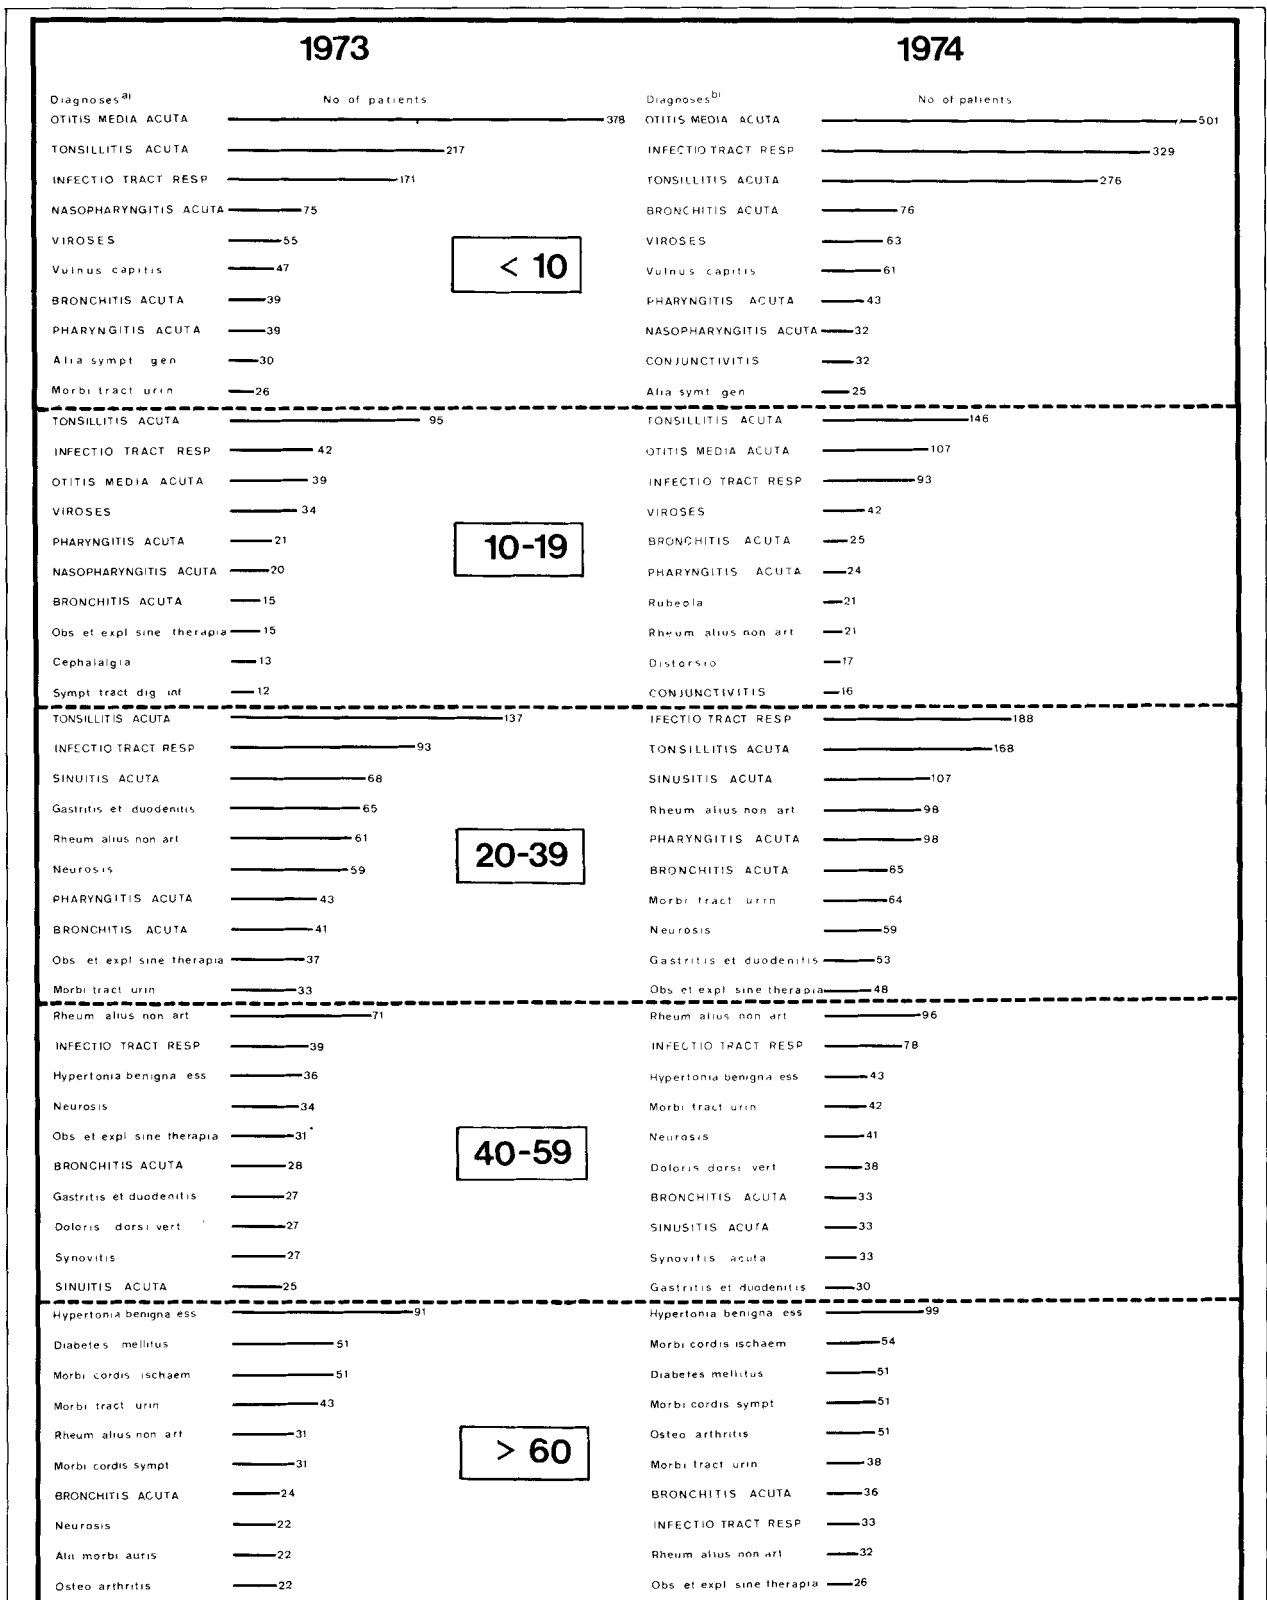 1973
Diagnoses a) No of patients
OTITIS MEDIA ACUTA 378
TONSILLITIS ACUTA 217
INFECTIO TRACT RESP 171
NASOPHARYNGITIS ACUTA 75
VIROSES 55
Vulnus capitis 47
BRONCHITIS ACUTA 39
PHARYNGITIS ACUTA 39
Alia sympt gen 30
Morbi tract urin 26
< 10
TONSILLITIS ACUTA 95
INFECTIO TRACT RESP 42
OTITIS MEDIA ACUTA 39
VIROSES 34
PHARYNGITIS ACUTA 21
NASOPHARYNGITIS ACUTA 20
BRONCHITIS ACUTA 15
Obs et expl sine therapia 15
Cephalalgia 13
Sympt tract dig inf 12
10-19
TONSILLITIS ACUTA 137
INFECTIO TRACT RESP 93
SINUITIS ACUTA 68
Gastritis et duodenitis 65
Rheum alius non art 61
Neurosis 59
PHARYNGITIS ACUTA 43
BRONCHITIS ACUTA 41
Obs et expl sine therapia 37
Morbi tract urin 33
20-39
Rheum alius non art 71
INFECTIO TRACT RESP 39
Hypertonia benigna ess 36
Neurosis 34
Obs et expl sine therapia 31
BRONCHITIS ACUTA 28
Gastritis et duodenitis 27
Doloris dorsi vert 27
Synovitis 27
SINUITIS ACUTA 25
40-59
Hypertonia benigna ess 91
Diabetes mellitus 51
Morbi cordis ischaem 51
Morbi tract urin 43
Rheum alius non art 31
Morbi cordis sympt 31
BRONCHITIS ACUTA 24
Neurosis 22
Alii morbi auris 22
Osteo arthritis 22
> 60
1974
Diagnoses b) No of patients
OTITIS MEDIA ACUTA 501
INFECTIO TRACT RESP 329
TONSILLITIS ACUTA 276
BRONCHITIS ACUTA 76
VIROSES 63
Vulnus capitis 61
PHARYNGITIS ACUTA 43
NASOPHARYNGITIS ACUTA 32
CONJUNCTIVITIS 32
Alia symt gen 25
TONSILLITIS ACUTA 146
OTITIS MEDIA ACUTA 107
INFECTIO TRACT RESP 93
VIROSES 42
BRONCHITIS ACUTA 25
PHARYNGITIS ACUTA 24
Rubeola 21
Rheum alius non art 21
Distorsio 17
CONJUNCTIVITIS 16
IFECTIO TRACT RESP 188
TONSILLITIS ACUTA 168
SINUSITIS ACUTA 107
Rheum alius non art 98
PHARYNGITIS ACUTA 98
BRONCHITIS ACUTA 65
Morbi tract urin 64
Neurosis 59
Gastritis et duodenitis 53
Obs et expl sine therapia 48
Rheum alius non art 96
INFECTIO TRACT RESP 78
Hypertonia benigna ess 43
Morbi tract urin 42
Neurosis 41
Doloris dorsi vert 38
BRONCHITIS ACUTA 33
SINUSITIS ACUTA 33
Synovitis acuta 33
Gastritis et duodenitis 30
Hypertonia benigna ess 99
Morbi cordis ischaem 54
Diabetes mellitus 51
Morbi cordis sympt 51
Osteo arthritis 51
Morbi tract urin 38
BRONCHITIS ACUTA 36
INFECTIO TRACT RESP 33
Rheum alius non art 32
Obs et expl sine therapia 26